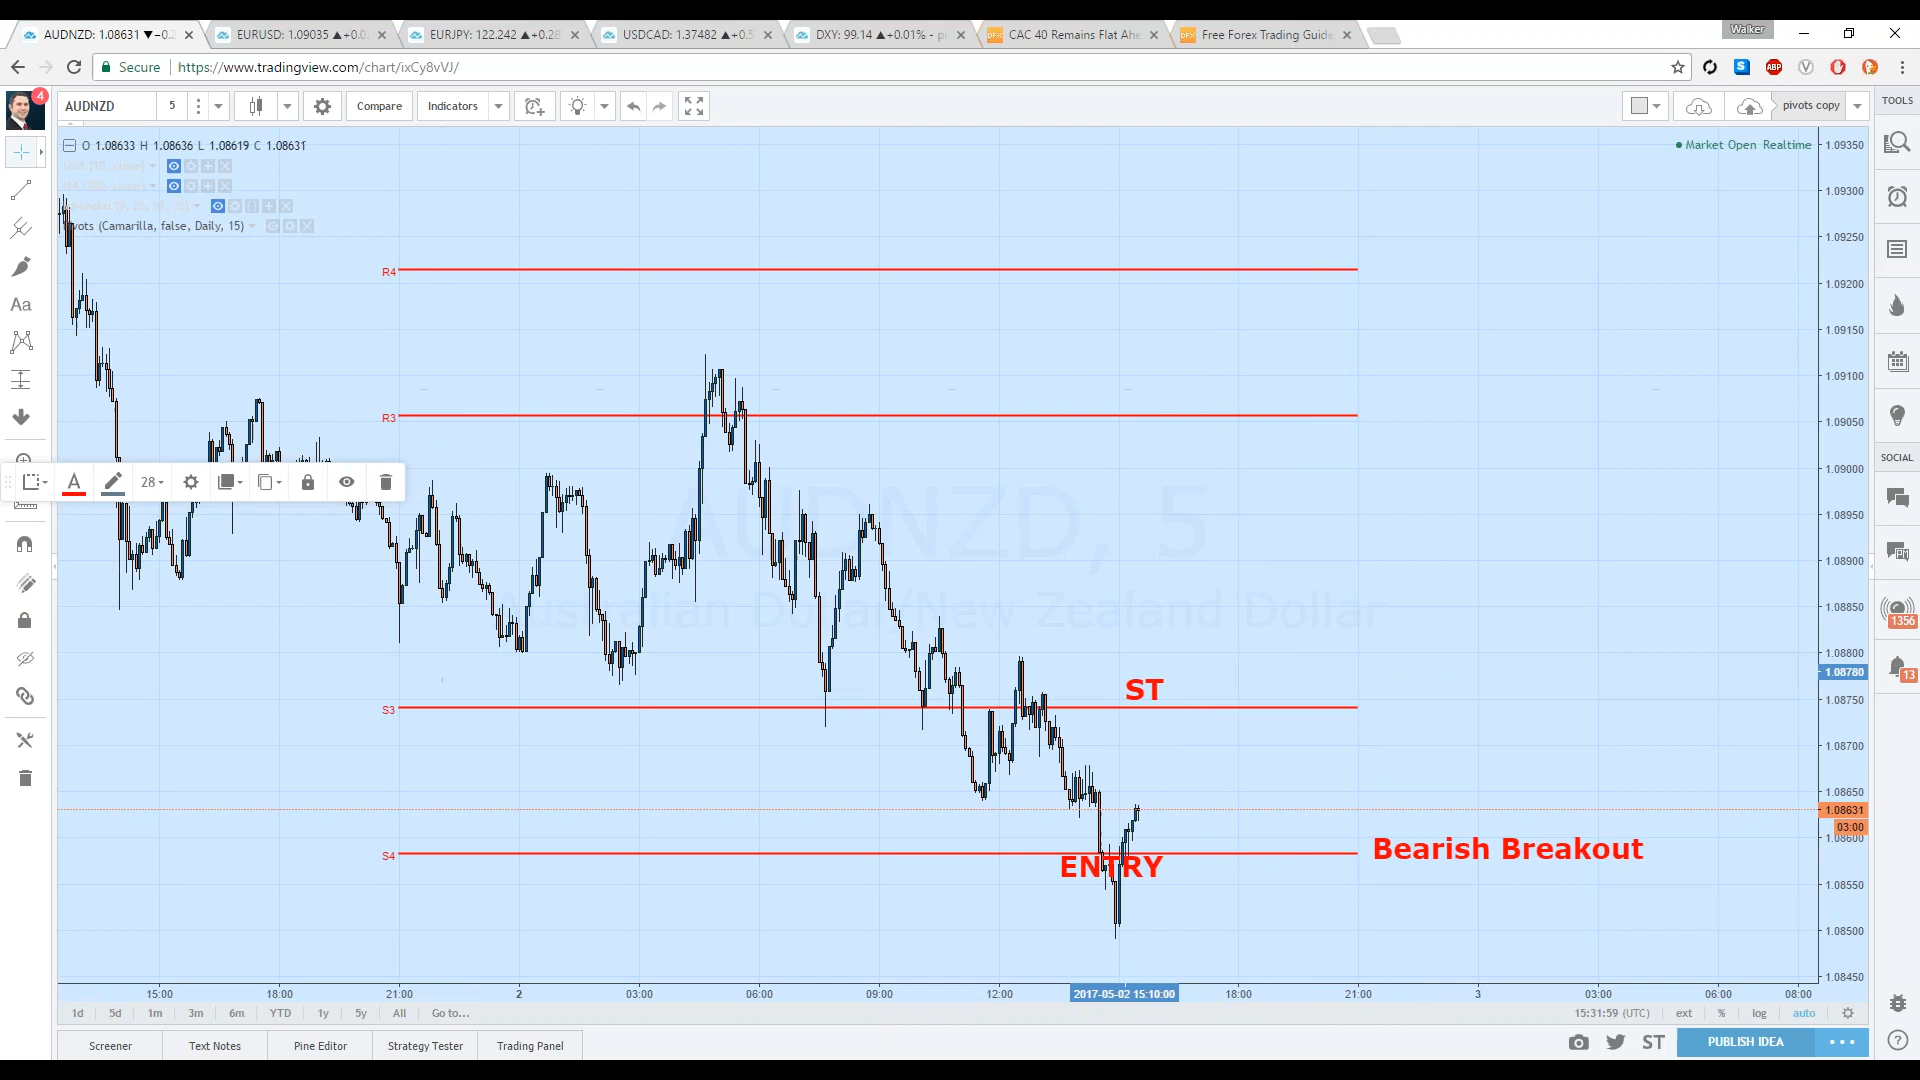 Walker
AUDNZD: 1.08631 ▼−0.2
EURUSD: 1.09035 ▲+0.0
EURJPY: 122.242 ▲+0.28
USDCAD: 1.37482 ▲+0.5
DXY: 99.14 ▲+0.01% - p
CAC 40 Remains Flat Ahe
Free Forex Trading Guide
Secure
https://www.tradingview.com/chart/ixCy8vVJ/
4
AUDNZD
5
Compare
Indicators
pivots copy
TOOLS
O 1.08633 H 1.08636 L 1.08619 C 1.08631
Market Open Realtime
Pivots (Camarilla, false, Daily, 15)
1.09350
1.09300
1.09250
1.09200
1.09150
1.09100
1.09050
1.09000
1.08950
1.08900
1.08850
1.08800
1.08780
1.08750
1.08700
1.08650
1.08631
03:00
1.08600
1.08550
1.08500
1.08450
R4
R3
S3
S4
Aa
A
28
AUDNZD, 5
Australian Dollar/New Zealand Dollar
ST
ENTRY
Bearish Breakout
SOCIAL
1356
13
15:00
18:00
21:00
2
03:00
06:00
09:00
12:00
2017-05-02 15:10:00
18:00
21:00
3
03:00
06:00
08:00
1d 5d 1m 3m 6m YTD 1y 5y All Go to...
15:31:59 (UTC) ext % log auto
Screener
Text Notes
Pine Editor
Strategy Tester
Trading Panel
ST
PUBLISH IDEA